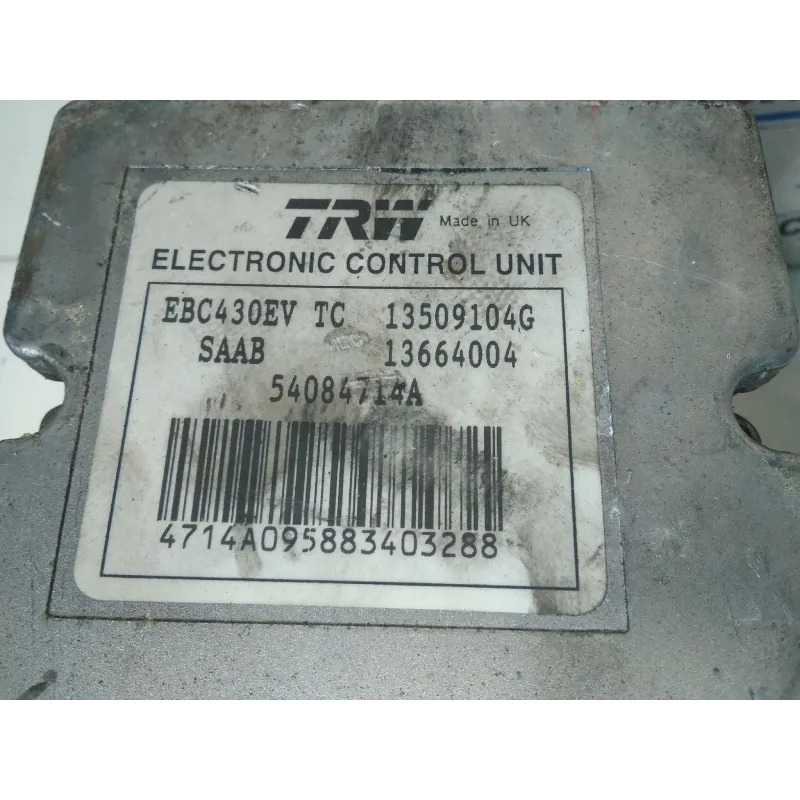 TRW Made in UK
ELECTRONIC CONTROL UNIT
EBC430EV TC 13509104G
SAAB 13664004
54084714A
4714A095883403288